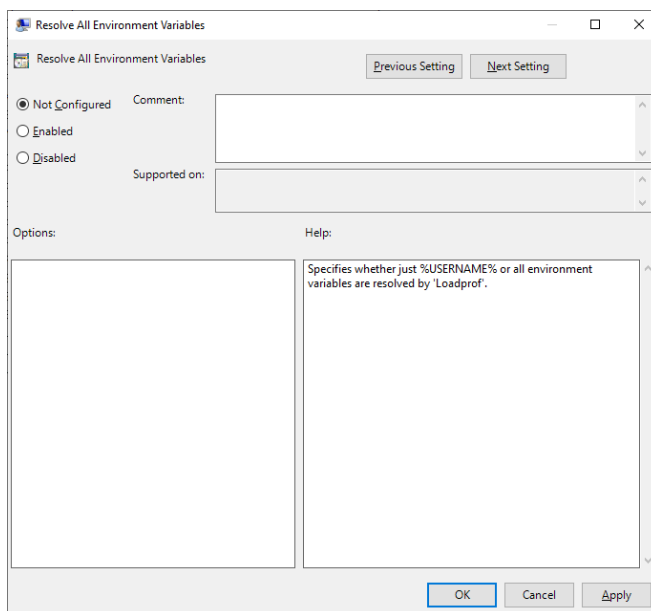 Resolve All Environment Variables
Resolve All Environment Variables
Previous Setting
Next Setting
Not Configured
Comment:
Enabled
Disabled
Supported on:
Options:
Help:
Specifies whether just %USERNAME% or all environment
variables are resolved by 'Loadprof'.
OK
Cancel
Apply